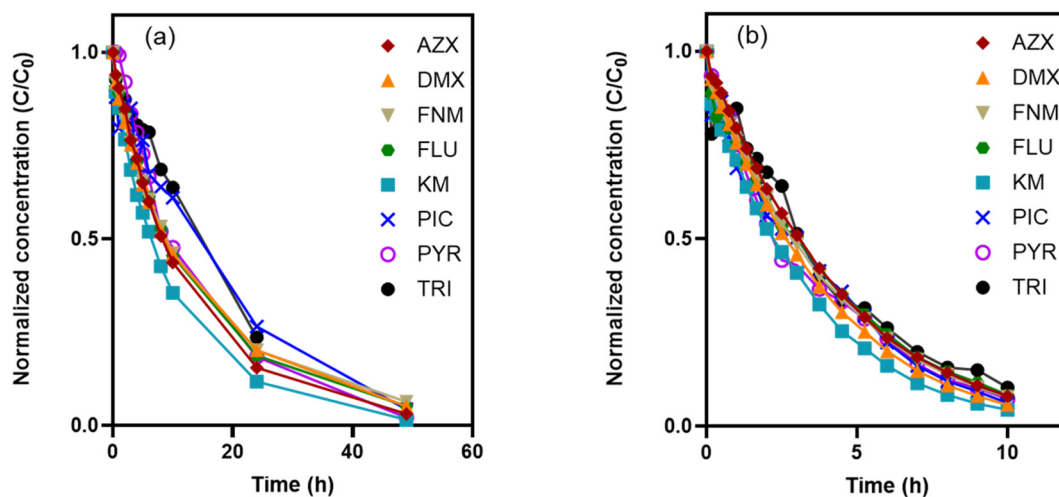 (a)
Normalized concentration (C/C0)
1.0
0.5
0.0
0
20
40
60
Time (h)
AZX
DMX
FNM
FLU
KM
PIC
PYR
TRI
(b)
Normalized concentration (C/C0)
1.0
0.5
0.0
0
5
10
Time (h)
AZX
DMX
FNM
FLU
KM
PIC
PYR
TRI